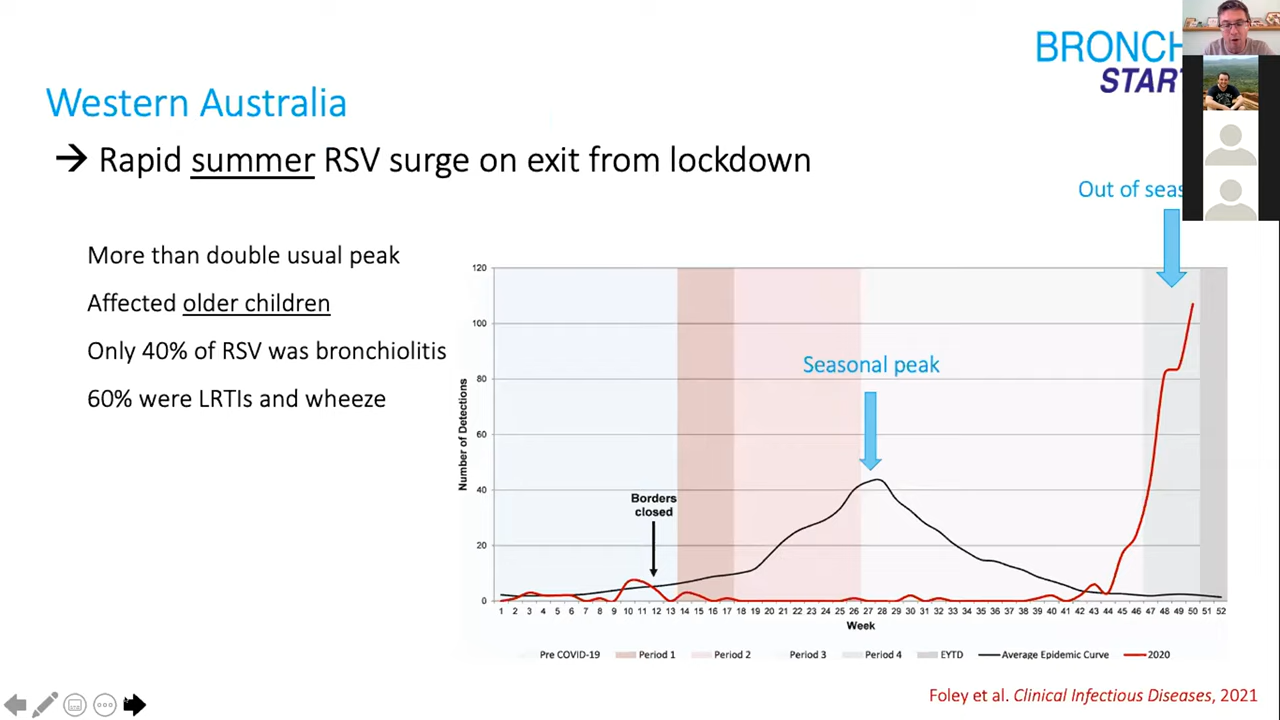 BRONCH
START
Western Australia
→ Rapid summer RSV surge on exit from lockdown
Out of seas
More than double usual peak
Affected older children
Only 40% of RSV was bronchiolitis
60% were LRTIs and wheeze
120
100
80
60
40
20
0
Number of Detections
Seasonal peak
Borders
closed
1 2 3 4 5 6 7 8 9 10 11 12 13 14 15 16 17 18 19 20 21 22 23 24 25 26 27 28 29 30 31 32 33 34 35 36 37 38 39 40 41 42 43 44 45 46 47 48 49 50 51 52
Week
Pre COVID-19 Period 1 Period 2 Period 3 Period 4 EYTD Average Epidemic Curve 2020
Foley et al. Clinical Infectious Diseases, 2021